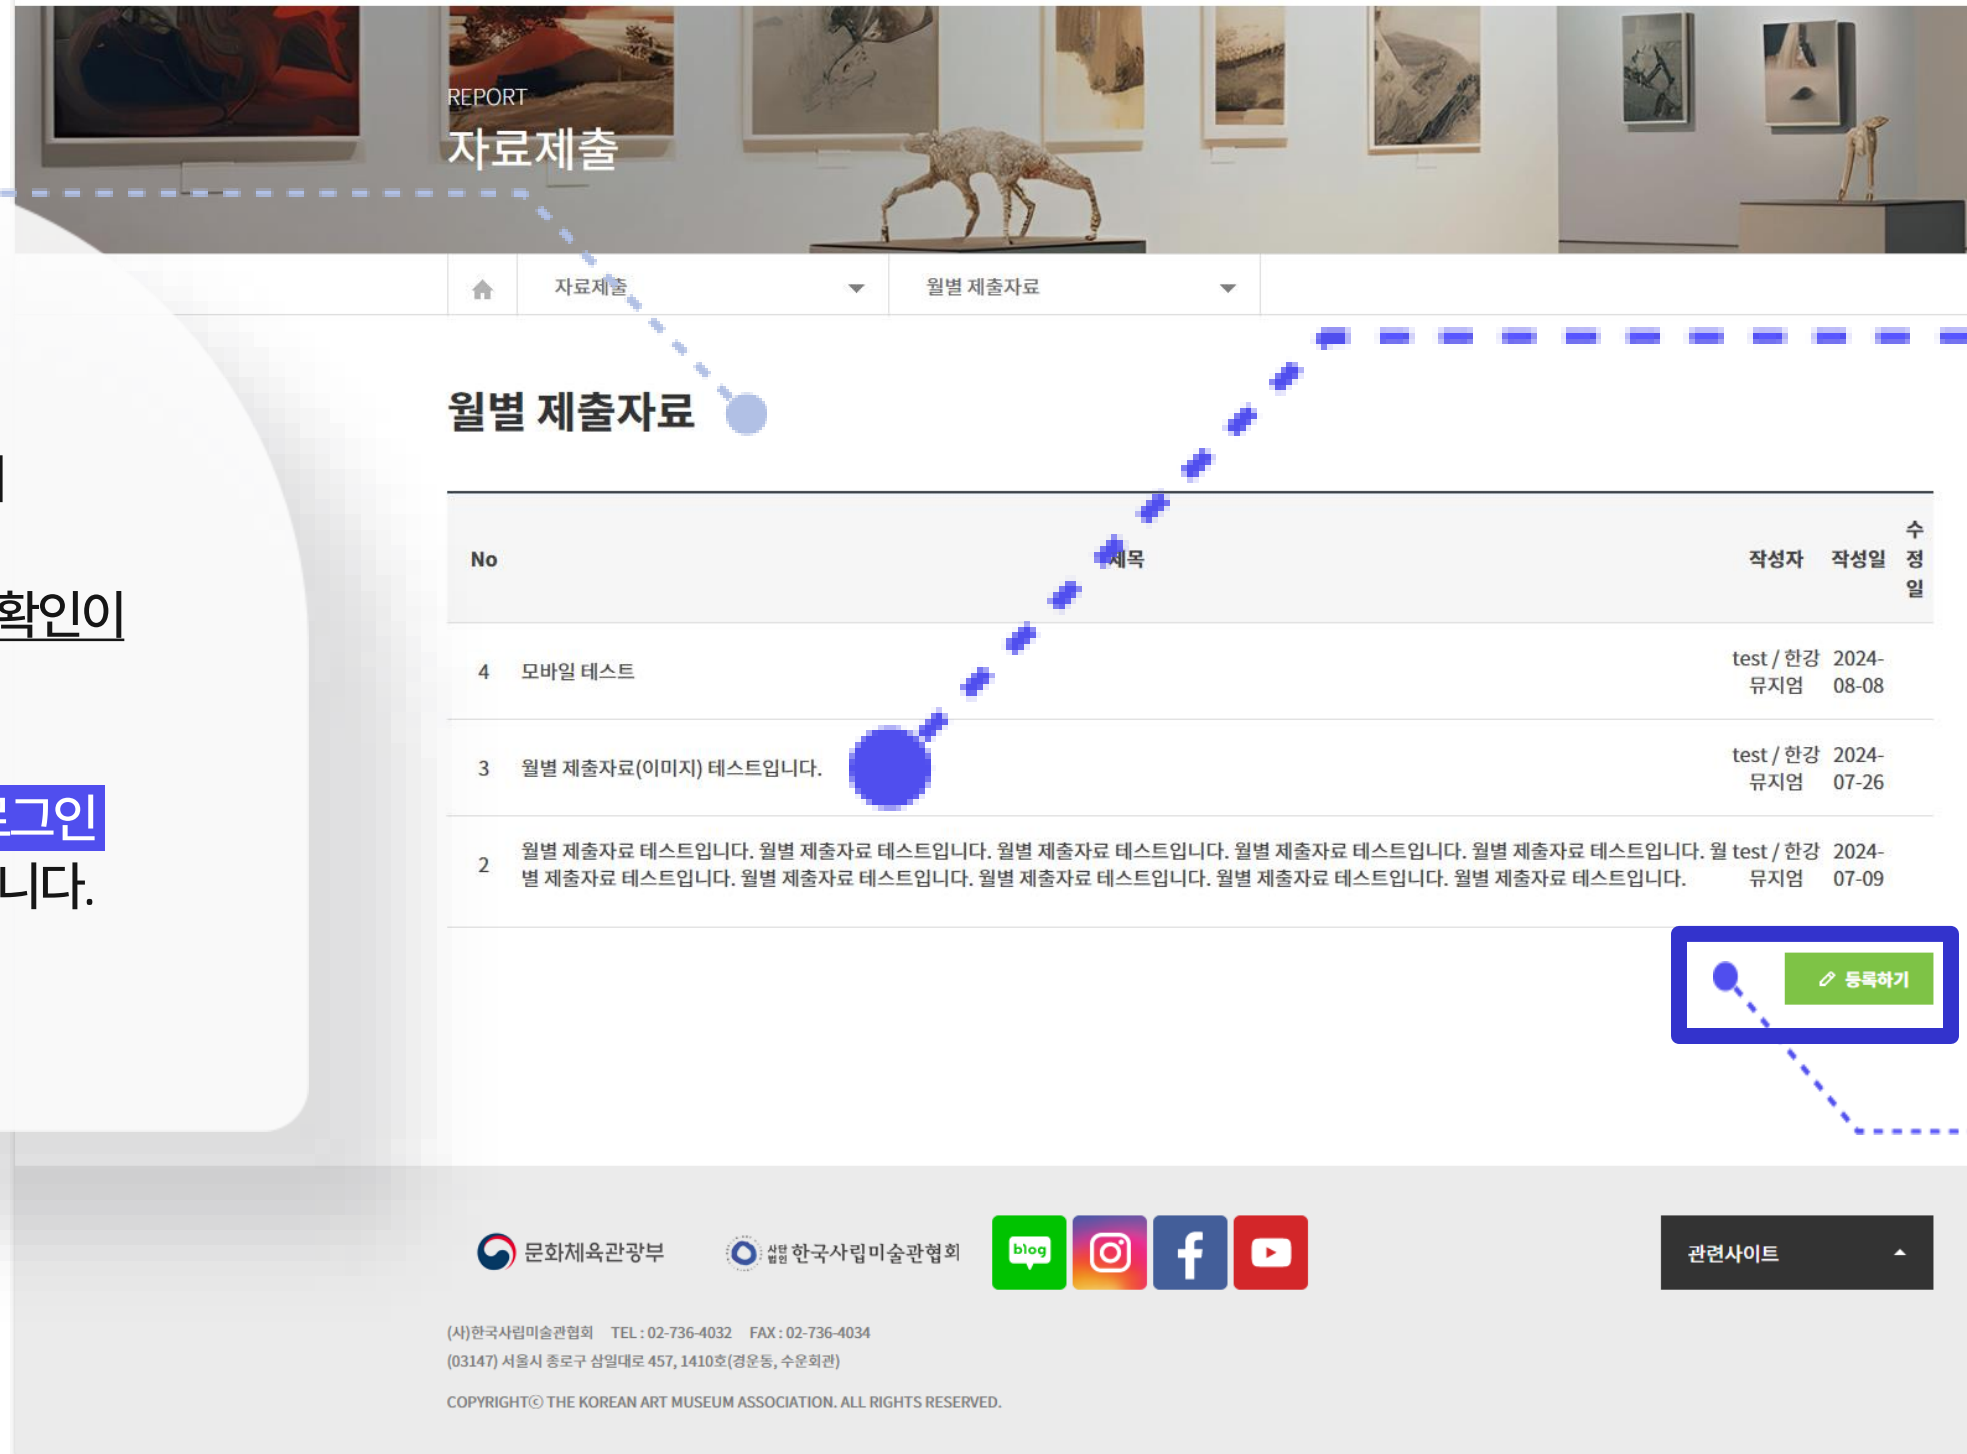 REPORT
자료제출
자료제출
월별 제출자료
월별 제출자료
확인이
로그인
니다.
No 제목 작성자 작성일 수정일
4 모바일 테스트 test / 한강뮤지엄 2024-08-08
3 월별 제출자료(이미지) 테스트입니다. test / 한강뮤지엄 2024-07-26
2 월별 제출자료 테스트입니다. 월별 제출자료 테스트입니다. 월별 제출자료 테스트입니다. 월별 제출자료 테스트입니다. 월별 제출자료 테스트입니다. 월
별 제출자료 테스트입니다. 월별 제출자료 테스트입니다. 월별 제출자료 테스트입니다. 월별 제출자료 테스트입니다. 월별 제출자료 테스트입니다. test / 한강뮤지엄 2024-07-09
등록하기
문화체육관광부
사단법인 한국사립미술관협회
blog
관련사이트
(사)한국사립미술관협회 TEL : 02-736-4032 FAX : 02-736-4034
(03147) 서울시 종로구 삼일대로 457, 1410호(경운동, 수운회관)
COPYRIGHTⓒ THE KOREAN ART MUSEUM ASSOCIATION. ALL RIGHTS RESERVED.